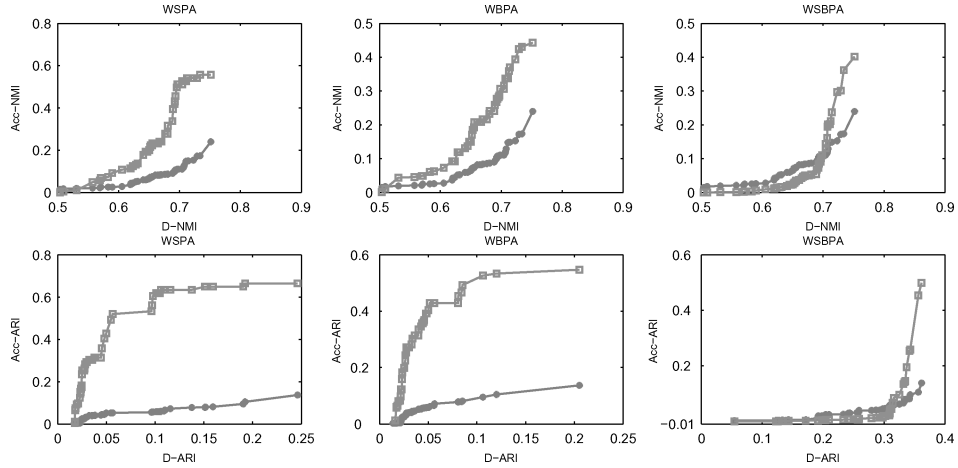 WSPA WBPA WSBPA
0.8 0.5 0.5
0.4 0.4
0.6
Acc−NMI Acc−NMI Acc−NMI
0.3 0.3
0.4
0.2 0.2
0.2
0.1 0.1
0 0 0
0.5 0.6 0.7 0.8 0.9 0.5 0.6 0.7 0.8 0.9 0.5 0.6 0.7 0.8 0.9
D−NMI D−NMI D−NMI
WSPA WBPA WSBPA
0.8 0.6 0.6
0.6
0.4 0.4
Acc−ARI Acc−ARI Acc−ARI
0.4
0.2 0.2
0.2
0 0 −0.01
0 0.05 0.1 0.15 0.20 0.25 0 0.05 0.1 0.15 0.20 0.25 0 0.1 0.2 0.3 0.4
D−ARI D−ARI D−ARI